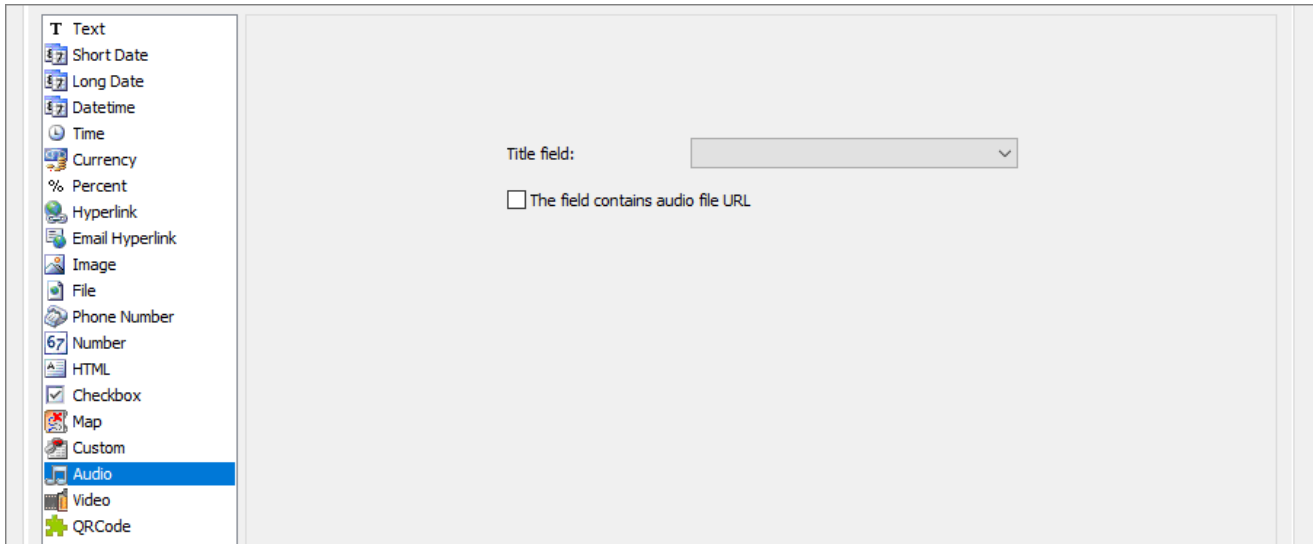 Text
Short Date
Long Date
Datetime
Time
Currency
% Percent
Hyperlink
Email Hyperlink
Image
File
Phone Number
67 Number
HTML
Checkbox
Map
Custom
Audio
Video
QRCode
Title field:
The field contains audio file URL